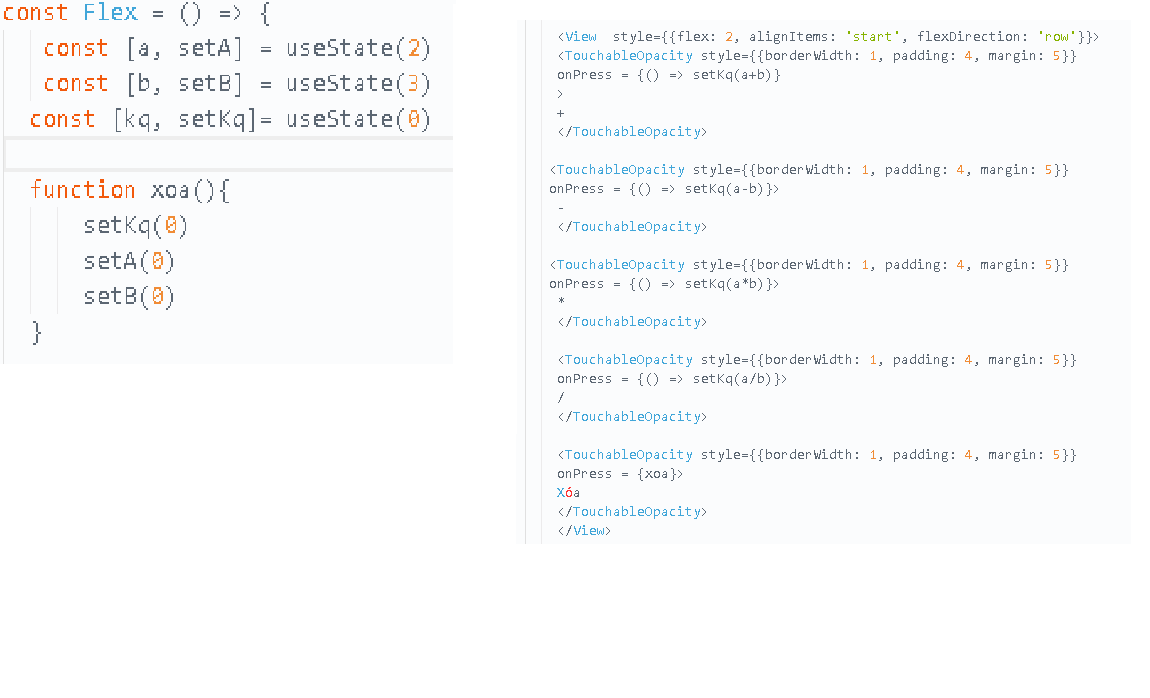 const Flex = () => {
const [a, setA] = useState(2)
const [b, setB] = useState(3)
const [kq, setKq]= useState(0)
function xoa(){
setKq(0)
setA(0)
setB(0)
}
<View  style={{flex: 2, alignItems: 'start', flexDirection: 'row'}}>
<TouchableOpacity style={{borderWidth: 1, padding: 4, margin: 5}}
onPress = {() => setKq(a+b)}
>
+
</TouchableOpacity>
<TouchableOpacity style={{borderWidth: 1, padding: 4, margin: 5}}
onPress = {() => setKq(a-b)}>
-
</TouchableOpacity>
<TouchableOpacity style={{borderWidth: 1, padding: 4, margin: 5}}
onPress = {() => setKq(a*b)}>
*
</TouchableOpacity>
<TouchableOpacity style={{borderWidth: 1, padding: 4, margin: 5}}
onPress = {() => setKq(a/b)}>
/
</TouchableOpacity>
<TouchableOpacity style={{borderWidth: 1, padding: 4, margin: 5}}
onPress = {xoa}>
Xóa
</TouchableOpacity>
</View>